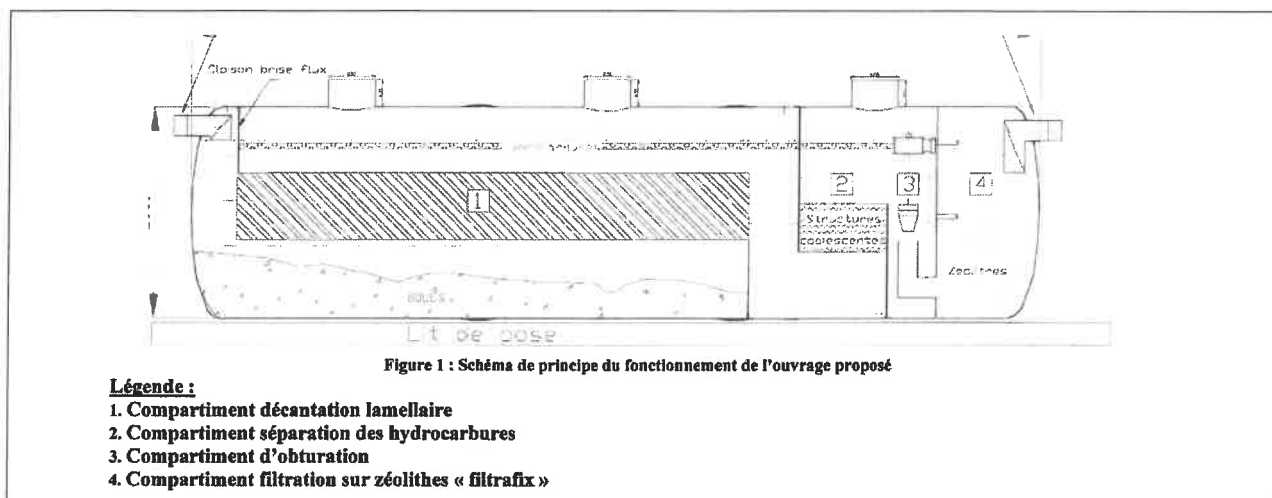 Cloison brise flux
1
2
3
4
Structures
coalescentes
Zéolithes
BOUES
Lit de pose
Figure 1 : Schéma de principe du fonctionnement de l'ouvrage proposé
Légende :
1. Compartiment décantation lamellaire
2. Compartiment séparation des hydrocarbures
3. Compartiment d'obturation
4. Compartiment filtration sur zéolithes « filtrafix »